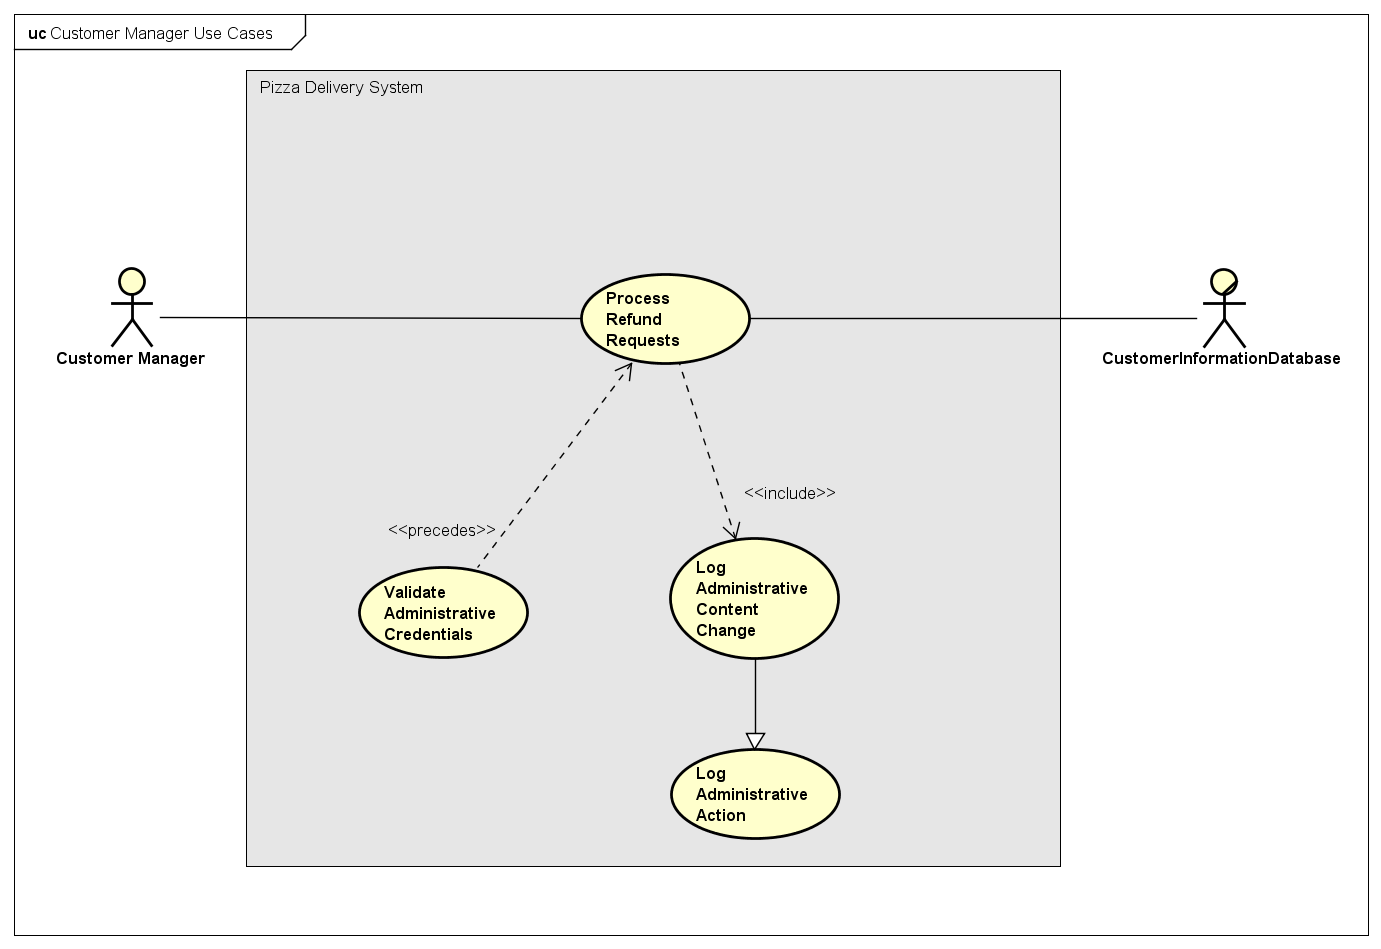 uc Customer Manager Use Cases
Pizza Delivery System
Process
Refund
Requests
Customer Manager
CustomerInformationDatabase
<<include>>
<<precedes>>
Validate
Administrative
Credentials
Log
Administrative
Content
Change
Log
Administrative
Action